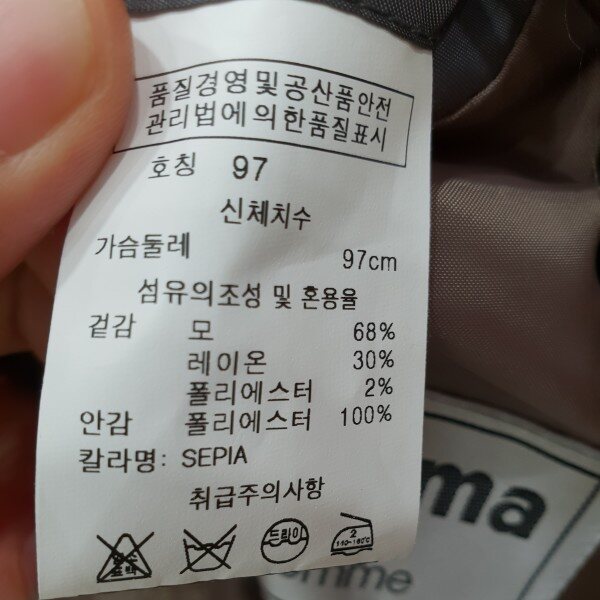 품질경영및공산품안전
관리법에의한품질표시
호칭 97
신체치수
가슴둘레 97cm
섬유의조성 및 혼용율
겉감 모 68%
레이온 30%
폴리에스터 2%
안감 폴리에스터 100%
칼라명: SEPIA
취급주의사항
드라이 2
140~160℃
ma
omme